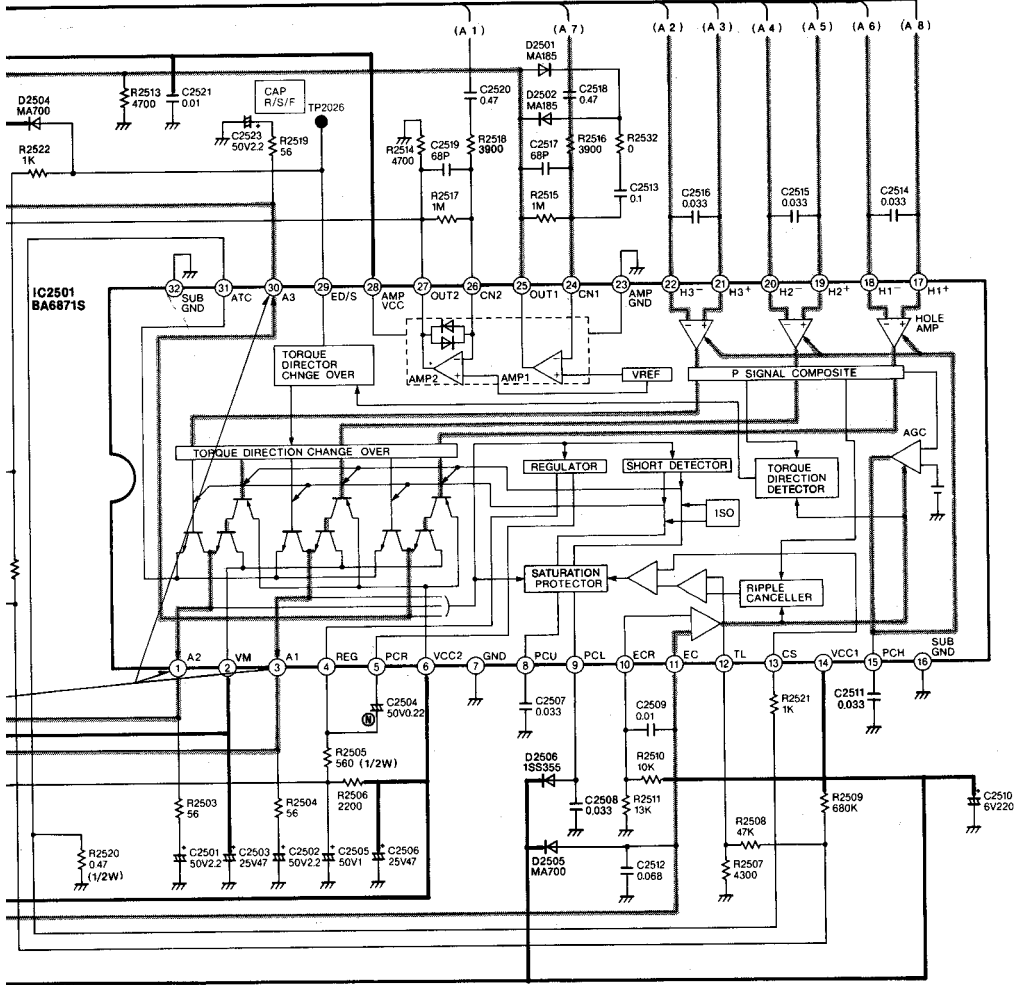 (A 1)
(A 7)
(A 2)
(A 3)
(A 4)
(A 5)
(A 6)
(A 8)
D2504
MA700
R2513
4700
C2521
0.01
CAP
R/S/F
TP2026
C2523
50V2.2
R2519
56
R2522
1K
D2501
MA185
C2520
0.47
D2502
MA185
C2518
0.47
R2514
4700
C2519
68P
R2518
3900
C2517
68P
R2516
3900
R2532
0
R2517
1M
R2515
1M
C2513
0.1
C2516
0.033
C2515
0.033
C2514
0.033
IC2501
BA6871S
32
SUB
GND
31
ATC
30
A3
29
ED/S
28
AMP
VCC
27
OUT2
26
CN2
25
OUT1
24
CN1
23
AMP
GND
22
H3-
21
H3+
20
H2-
19
H2+
18
H1-
17
H1+
HOLE
AMP
TORQUE
DIRECTOR
CHNGE OVER
AMP2
AMP1
VREF
P SIGNAL COMPOSITE
AGC
TORQUE DIRECTION CHANGE OVER
REGULATOR
SHORT DETECTOR
TORQUE
DIRECTION
DETECTOR
1SO
SATURATION
PROTECTOR
RIPPLE
CANCELLER
1
A2
2
VM
3
A1
4
REG
5
PCR
6
VCC2
7
GND
8
PCU
9
PCL
10
ECR
11
EC
12
TL
13
CS
14
VCC1
15
PCH
16
SUB
GND
N
C2504
50V0.22
C2507
0.033
C2509
0.01
R2521
1K
C2511
0.033
R2505
560 (1/2W)
D2506
1SS355
R2510
10K
R2506
2200
R2503
56
R2504
56
C2508
0.033
R2511
13K
R2509
680K
C2510
6V220
R2508
47K
R2520
0.47
(1/2W)
C2501
50V2.2
C2503
25V47
C2502
50V2.2
C2505
50V1
C2506
25V47
D2505
MA700
C2512
0.068
R2507
4300